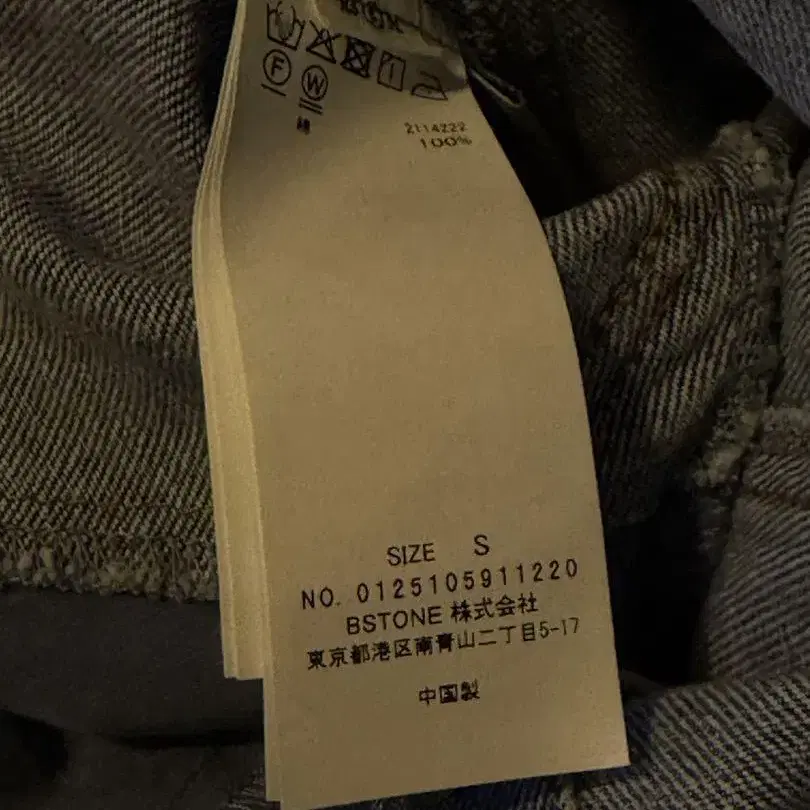 F
W
綿
2114222
100%
SIZE S
NO. 0125105911220
BSTONE 株式会社
東京都港区南青山二丁目5-17
中国製